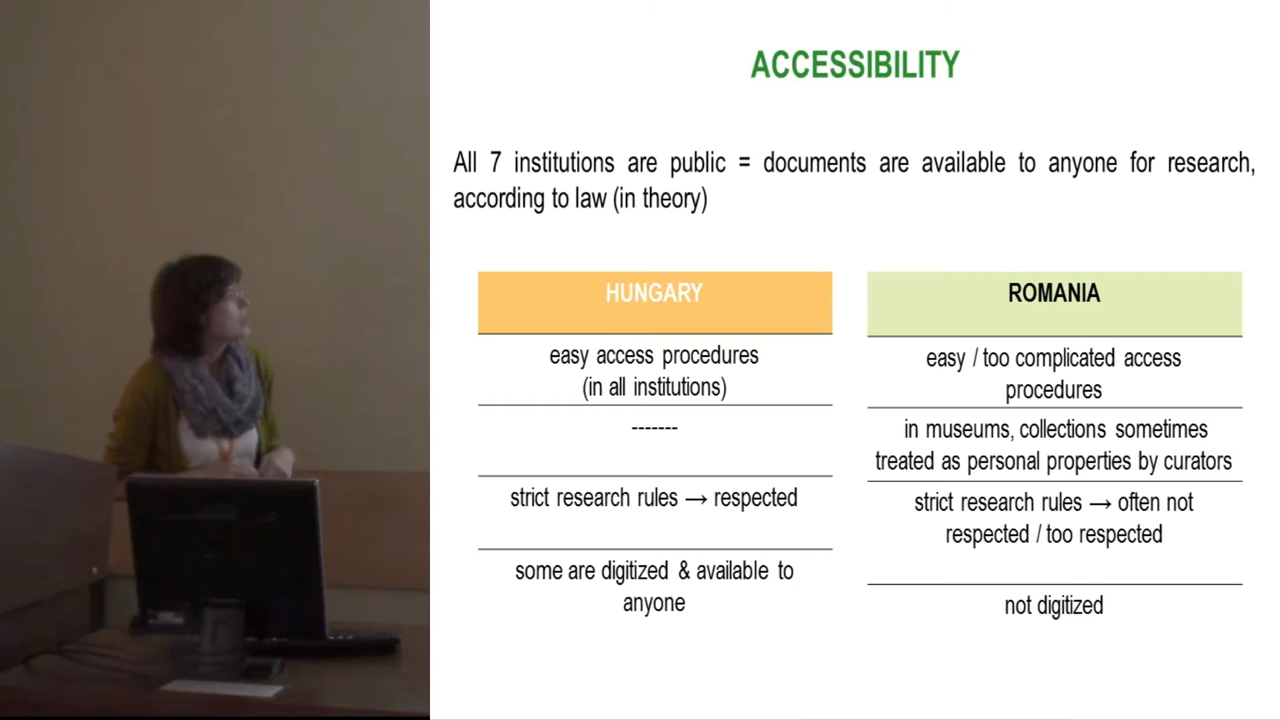 ACCESSIBILITY
All 7 institutions are public = documents are available to anyone for research,
according to law (in theory)
HUNGARY
easy access procedures
(in all institutions)
-------
strict research rules → respected
some are digitized & available to
anyone
ROMANIA
easy / too complicated access
procedures
in museums, collections sometimes
treated as personal properties by curators
strict research rules → often not
respected / too respected
not digitized